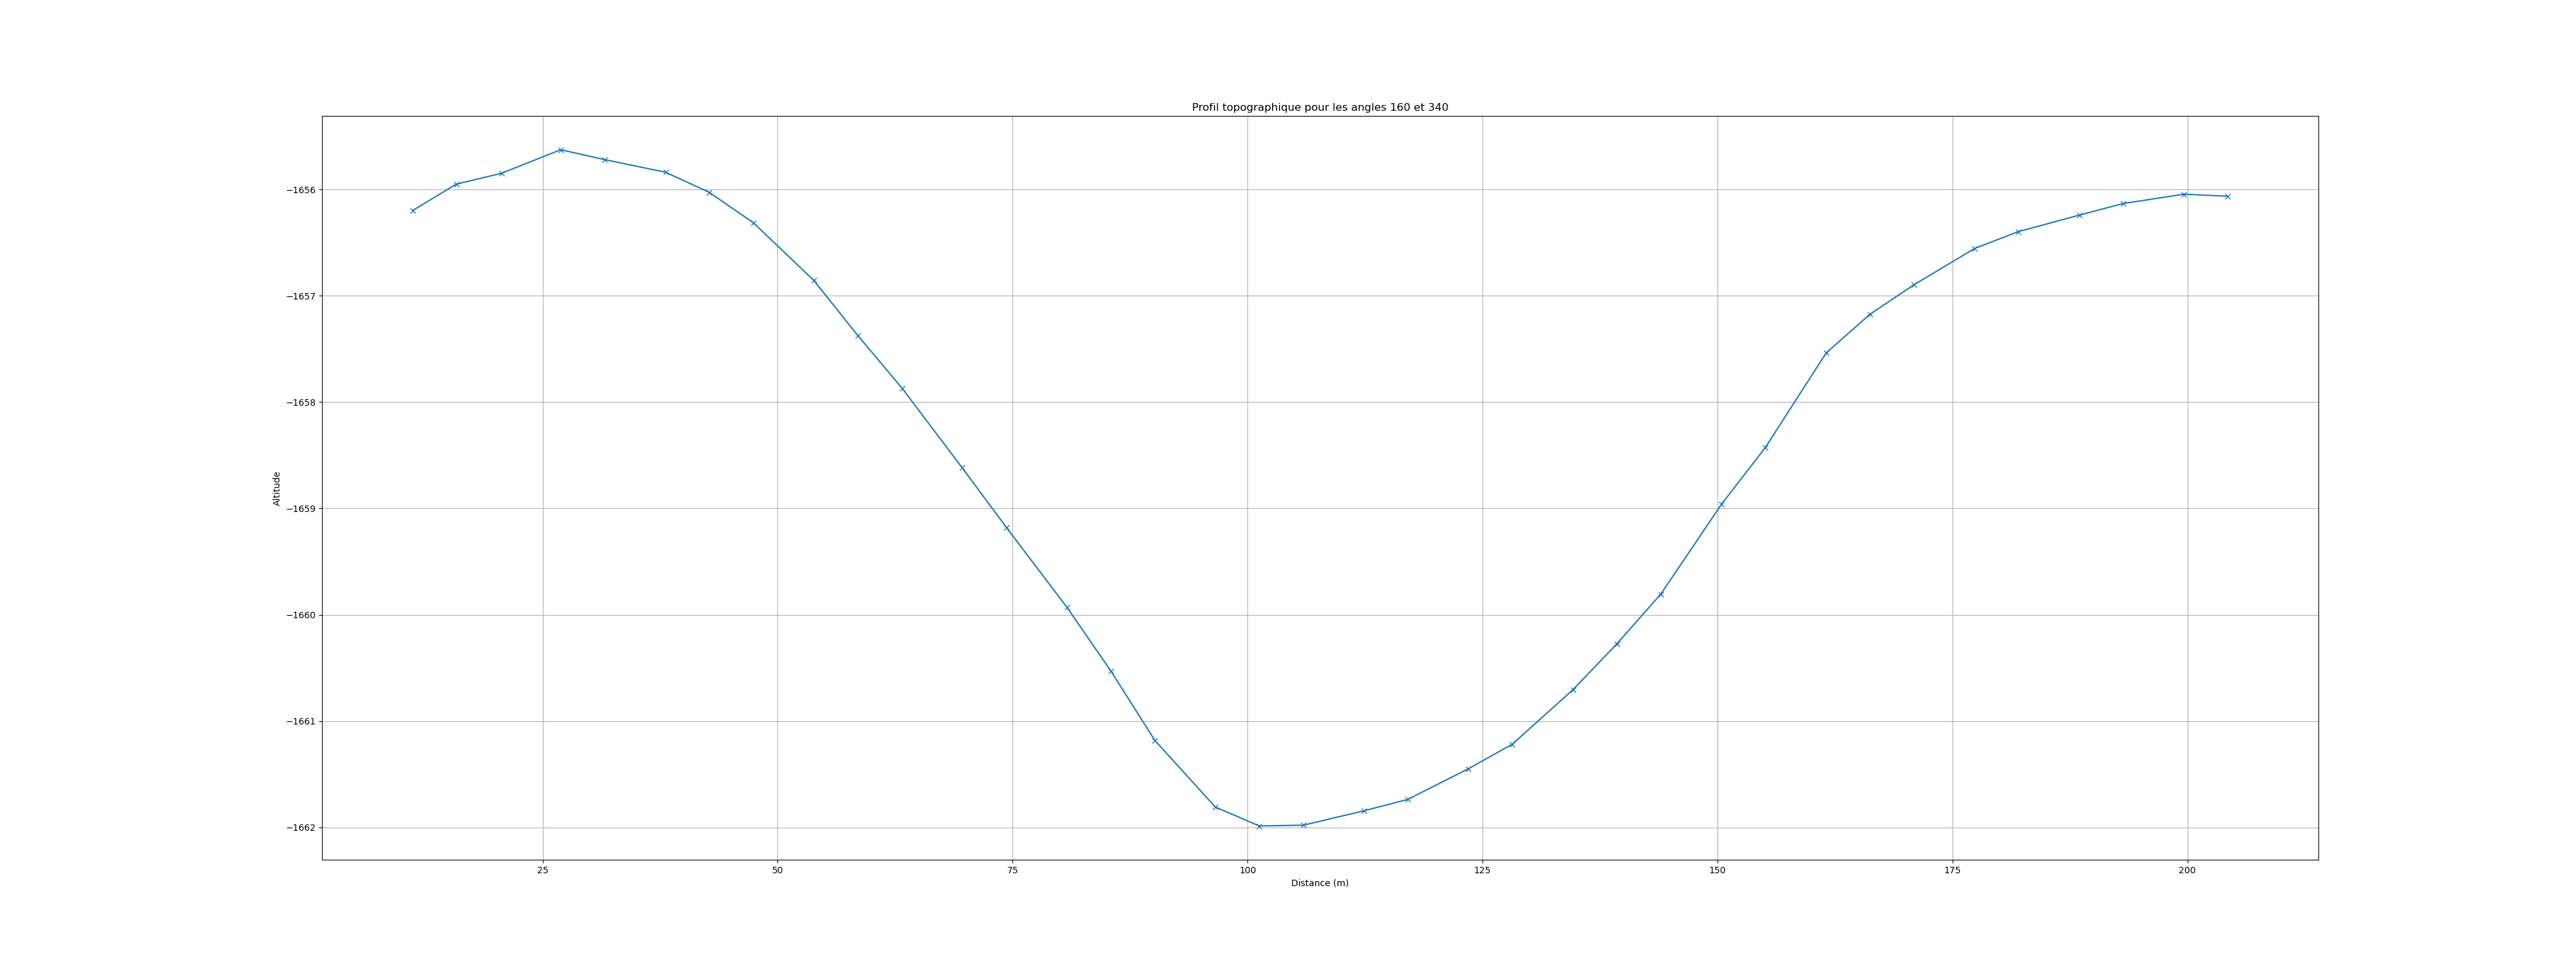 Profil topographique pour les angles 160 et 340
Altitude
−1656
−1657
−1658
−1659
−1660
−1661
−1662
25 50 75 100 125 150 175 200
Distance (m)